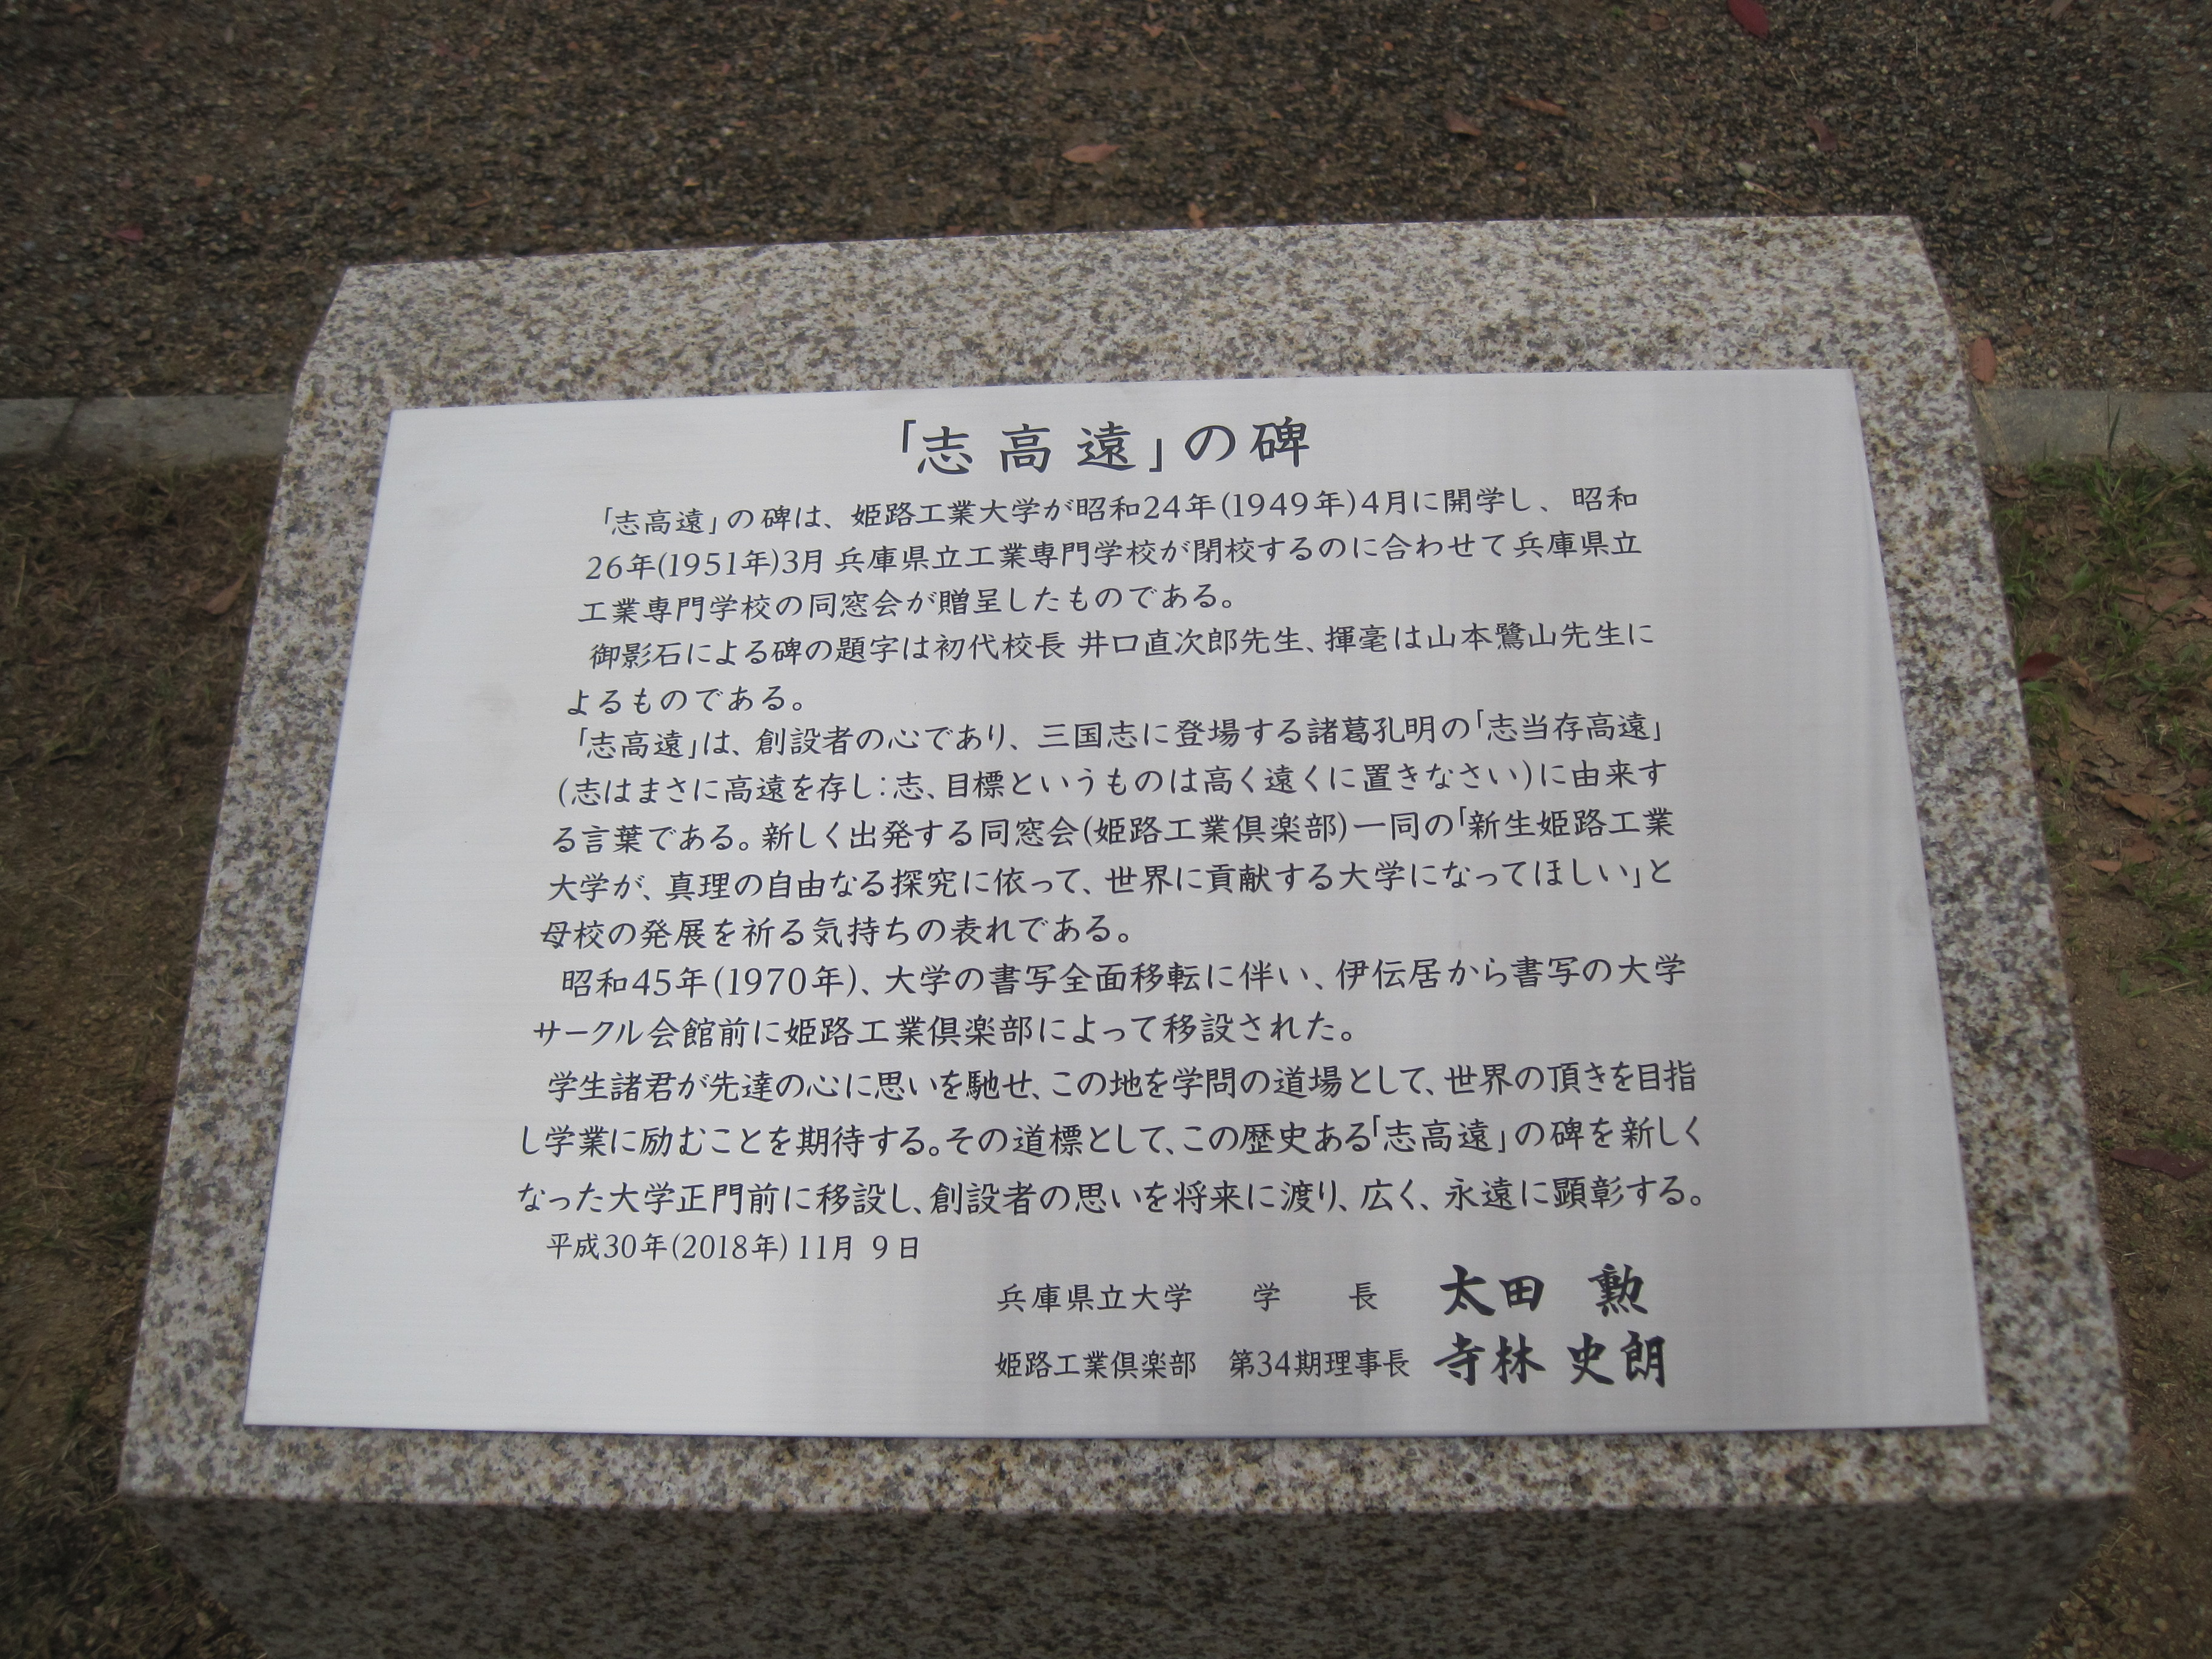 「志高遠」の碑
「志高遠」の碑は、姫路工業大学が昭和24年(1949年)4月に開学し、昭和
26年(1951年)3月 兵庫県立工業専門学校が閉校するのに合わせて兵庫県立
工業専門学校の同窓会が贈呈したものである。
御影石による碑の題字は初代校長 井口直次郎先生、揮毫は山本鷺山先生に
よるものである。
「志高遠」は、創設者の心であり、三国志に登場する諸葛孔明の「志当存高遠」
(志はまさに高遠を存し:志、目標というものは高く遠くに置きなさい)に由来す
る言葉である。新しく出発する同窓会(姫路工業倶楽部)一同の「新生姫路工業
大学が、真理の自由なる探究に依って、世界に貢献する大学になってほしい」と
母校の発展を祈る気持ちの表れである。
昭和45年(1970年)、大学の書写全面移転に伴い、伊伝居から書写の大学
サークル会館前に姫路工業倶楽部によって移設された。
学生諸君が先達の心に思いを馳せ、この地を学問の道場として、世界の頂きを目指
し学業に励むことを期待する。その道標として、この歴史ある「志高遠」の碑を新しく
なった大学正門前に移設し、創設者の思いを将来に渡り、広く、永遠に顕彰する。
平成30年(2018年)11月 9日
兵庫県立大学 学 長 太田 勲
姫路工業倶楽部 第34期理事長 寺林 史朗